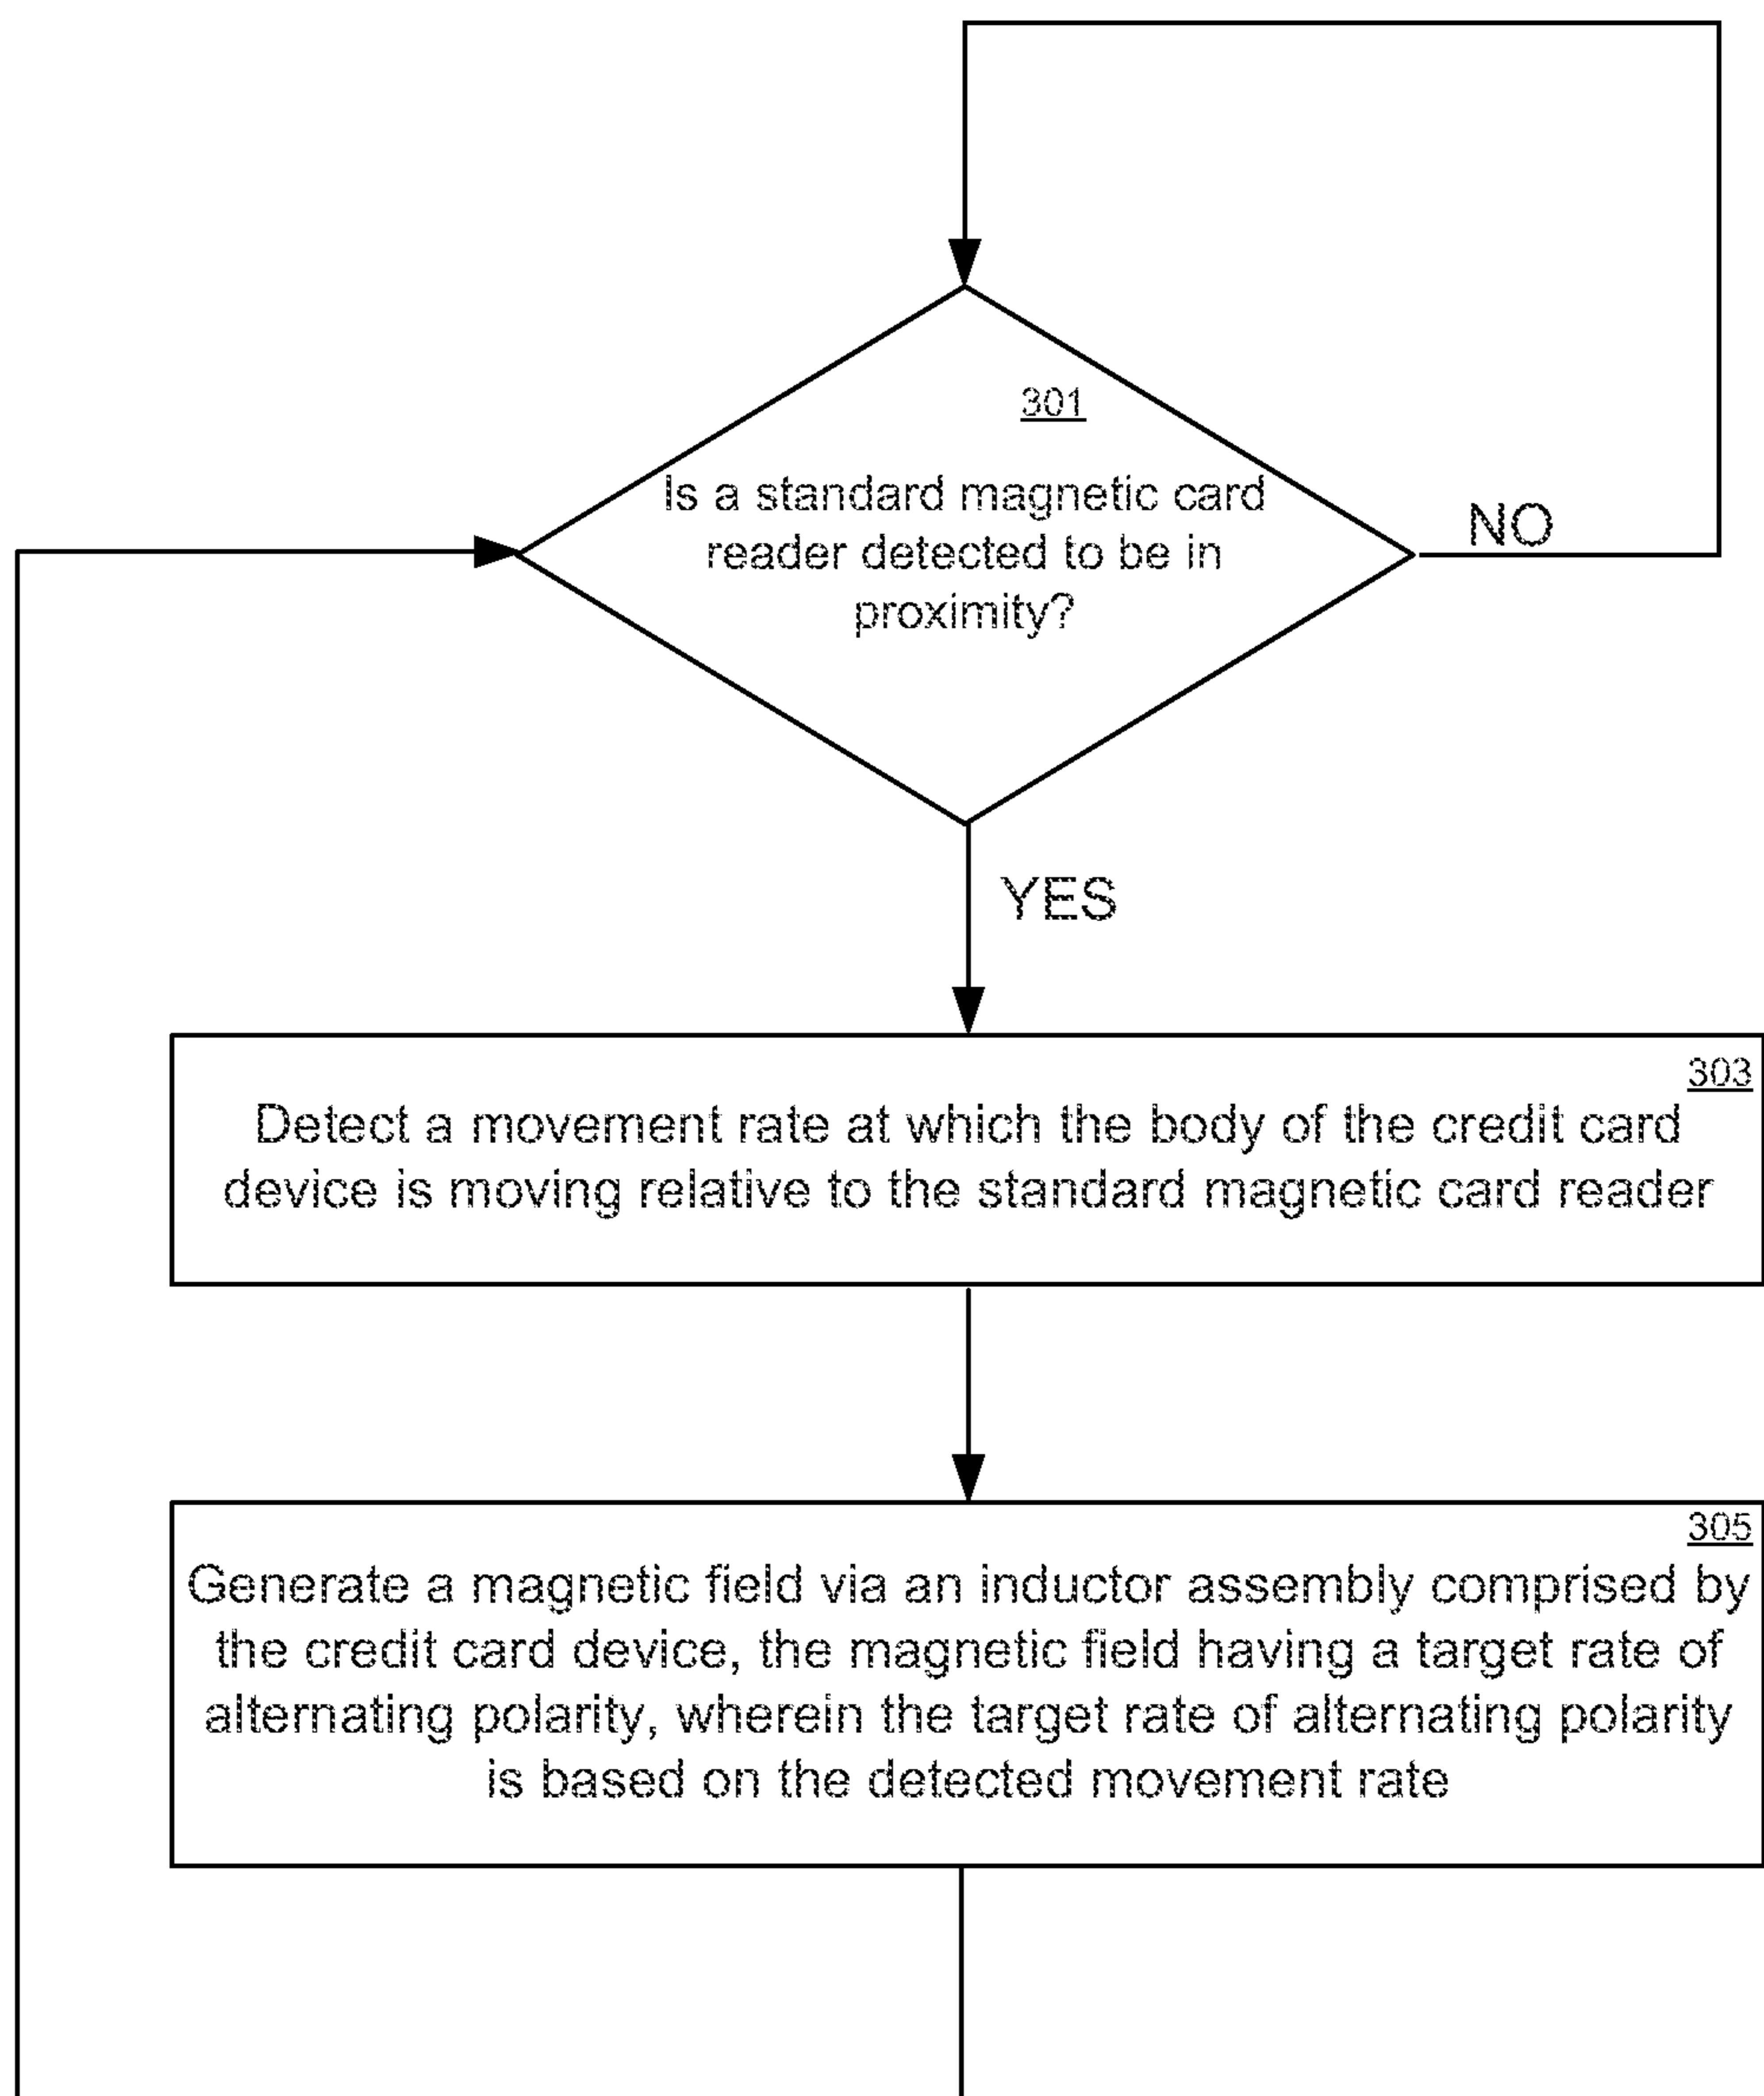 301
Is a standard magnetic card
reader detected to be in
proximity?
NO
YES
303
Detect a movement rate at which the body of the credit card
device is moving relative to the standard magnetic card reader
305
Generate a magnetic field via an inductor assembly comprised by
the credit card device, the magnetic field having a target rate of
alternating polarity, wherein the target rate of alternating polarity
is based on the detected movement rate